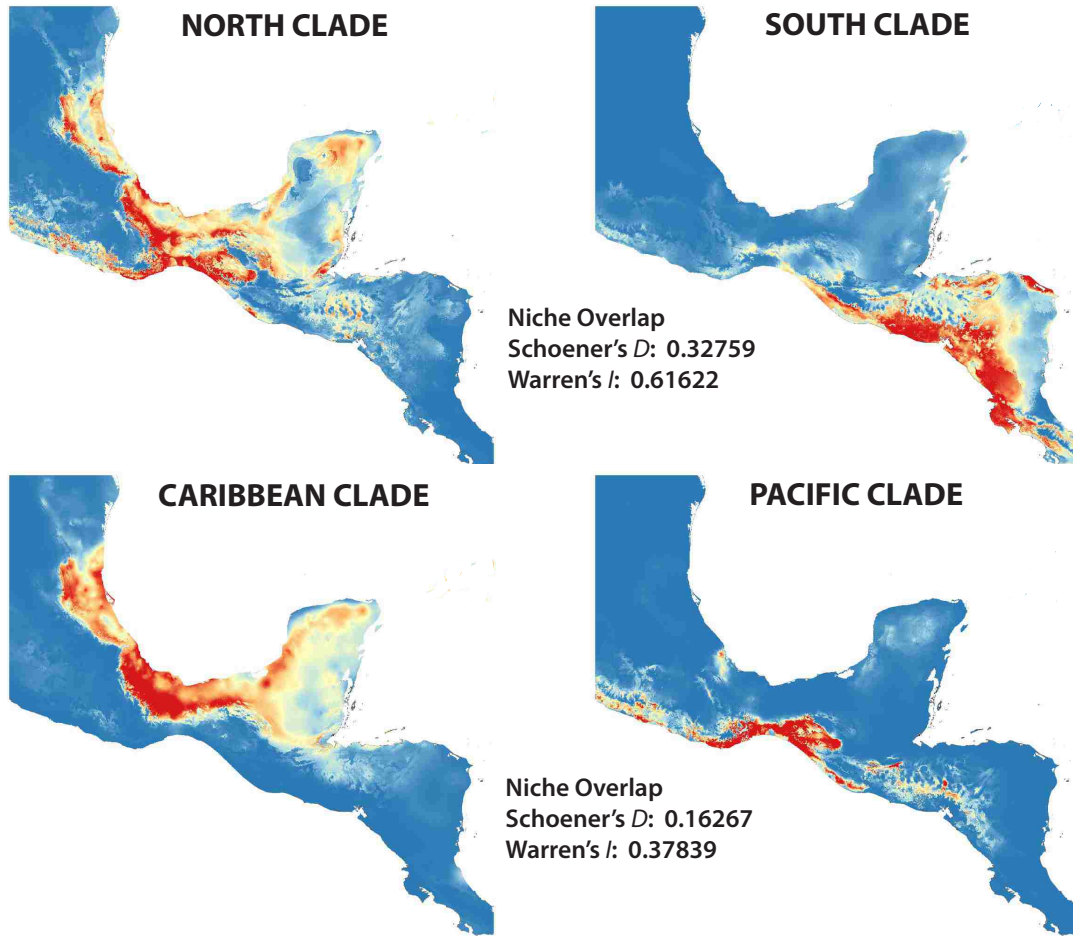 NORTH CLADE
SOUTH CLADE
Niche Overlap
Schoener's D: 0.32759
Warren's I: 0.61622
CARIBBEAN CLADE
PACIFIC CLADE
Niche Overlap
Schoener's D: 0.16267
Warren's I: 0.37839